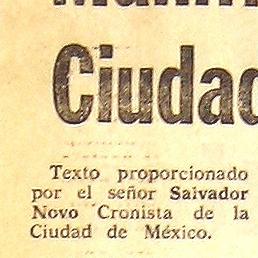 Ciudad
Texto proporcionado
por el señor Salvador
Novo Cronista de la
Ciudad de México.